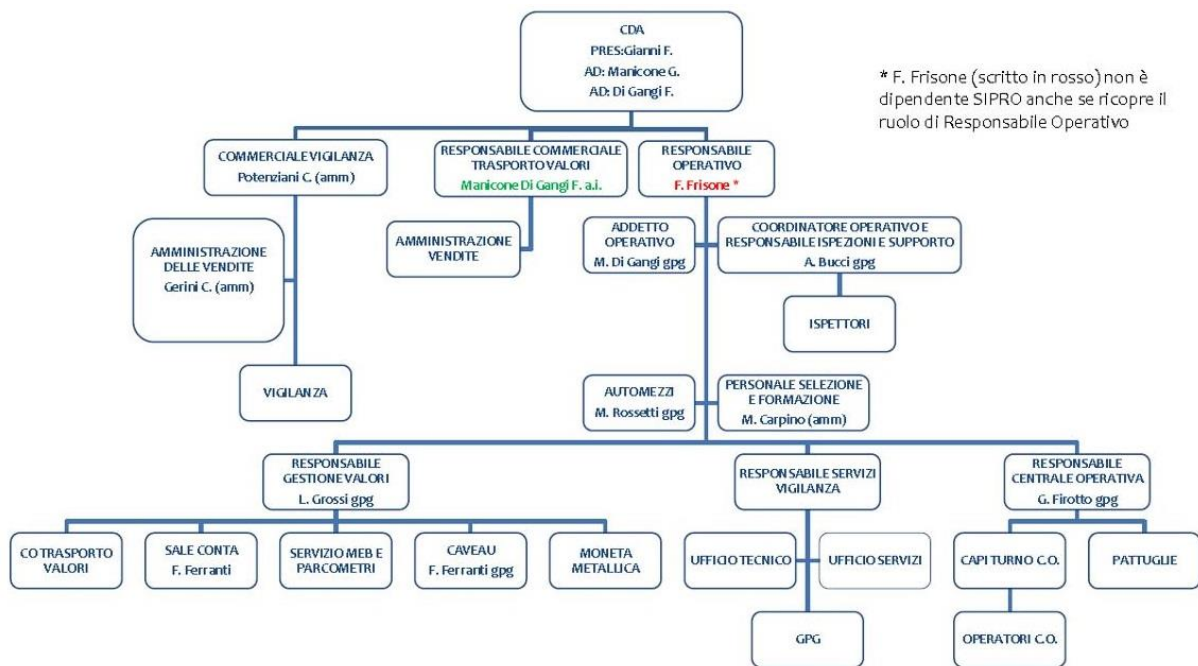 CDA
PRES:Gianni F.
AD: Manicone G.
AD: Di Gangi F.
* F. Frisone (scritto in rosso) non è
dipendente SIPRO anche se ricopre il
ruolo di Responsabile Operativo
COMMERCIALE VIGILANZA
Potenziani C. (amm)
RESPONSABILE COMMERCIALE
TRASPORTO VALORI
Manicone Di Gangi F. a.i.
RESPONSABILE
OPERATIVO
F. Frisone *
AMMINISTRAZIONE
DELLE VENDITE
Gerini C. (amm)
AMMINISTRAZIONE
VENDITE
ADDETTO
OPERATIVO
M. Di Gangi gpg
COORDINATORE OPERATIVO E
RESPONSABILE ISPEZIONI E SUPPORTO
A. Bucci gpg
ISPETTORI
VIGILANZA
AUTOMEZZI
M. Rossetti gpg
PERSONALE SELEZIONE
E FORMAZIONE
M. Carpino (amm)
RESPONSABILE
GESTIONE VALORI
L. Grossi gpg
RESPONSABILE SERVIZI
VIGILANZA
RESPONSABILE
CENTRALE OPERATIVA
G. Firotto gpg
CO TRASPORTO
VALORI
SALE CONTA
F. Ferranti
SERVIZIO MEB E
PARCOMETRI
CAVEAU
F. Ferranti gpg
MONETA
METALLICA
UFFICIO TECNICO
UFFICIO SERVIZI
CAPI TURNO C.O.
PATTUGLIE
GPG
OPERATORI C.O.